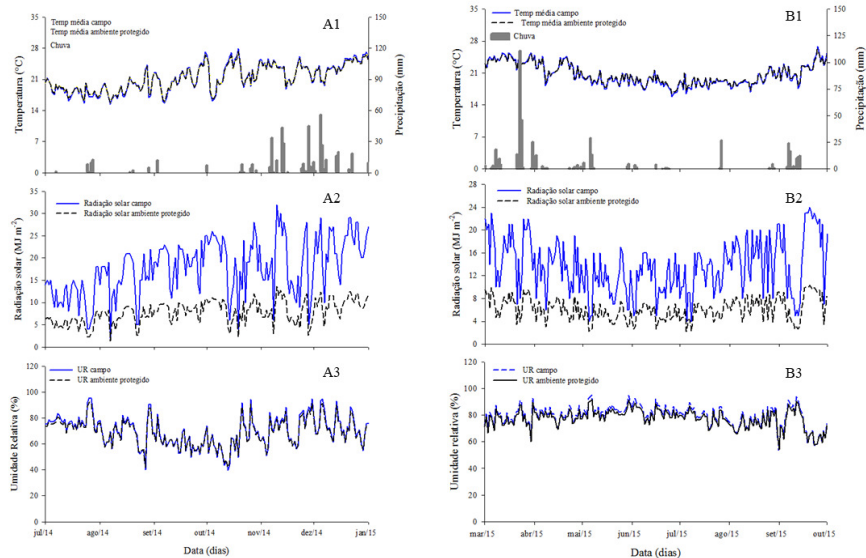 A1
Temp média campo
Temp média ambiente protegido
Chuva
Temperatura (°C)
35
28
21
14
7
0
Precipitação (mm)
150
120
90
60
30
0
B1
Temp média campo
Temp média ambiente protegido
Chuva
Temperatura (°C)
35
28
21
14
7
0
Precipitação (mm)
150
125
100
75
50
25
0
A2
Radiação solar campo
Radiação solar ambiente protegido
Radiação solar (MJ m⁻²)
35
30
25
20
15
10
5
0
B2
Radiação solar campo
Radiação solar ambiente protegido
Radiação solar (MJ m⁻²)
28
24
20
16
12
8
4
0
A3
UR campo
UR ambiente protegido
Umidade Relativa (%)
120
100
80
60
40
20
0
jul/14 ago/14 set/14 out/14 nov/14 dez/14 jan/15
Data (dias)
B3
UR campo
UR ambiente protegido
Umidade relativa (%)
120
100
80
60
40
20
0
mar/15 abr/15 mai/15 jun/15 jul/15 ago/15 set/15 out/15
Data (dias)